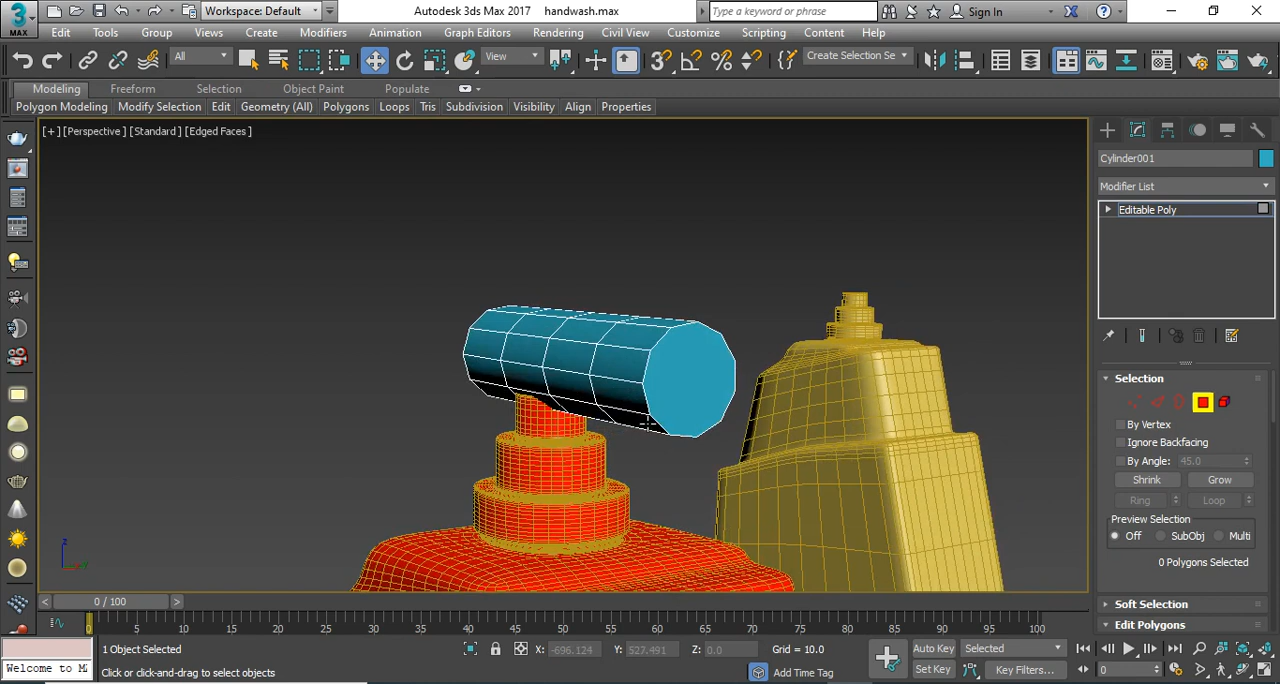 3 MAX Workspace: Default Autodesk 3ds Max 2017 handwash.max Type a keyword or phrase Sign In
Edit Tools Group Views Create Modifiers Animation Graph Editors Rendering Civil View Customize Scripting Content Help
All View Create Selection Se
Modeling Freeform Selection Object Paint Populate
Polygon Modeling Modify Selection Edit Geometry (All) Polygons Loops Tris Subdivision Visibility Align Properties
[+] [Perspective] [Standard] [Edged Faces]
Cylinder001
Modifier List
Editable Poly
Selection
By Vertex
Ignore Backfacing
By Angle: 45.0
Shrink Grow
Ring Loop
Preview Selection
Off SubObj Multi
0 Polygons Selected
Soft Selection
Edit Polygons
z
< 0 / 100 >
0 5 10 15 20 25 30 35 40 45 50 55 60 65 70 75 80 85 90 95 100
1 Object Selected X: -696.124 Y: 527.491 Z: 0.0 Grid = 10.0 Auto Key Selected
Welcome to M Click or click-and-drag to select objects Add Time Tag Set Key Key Filters... 0